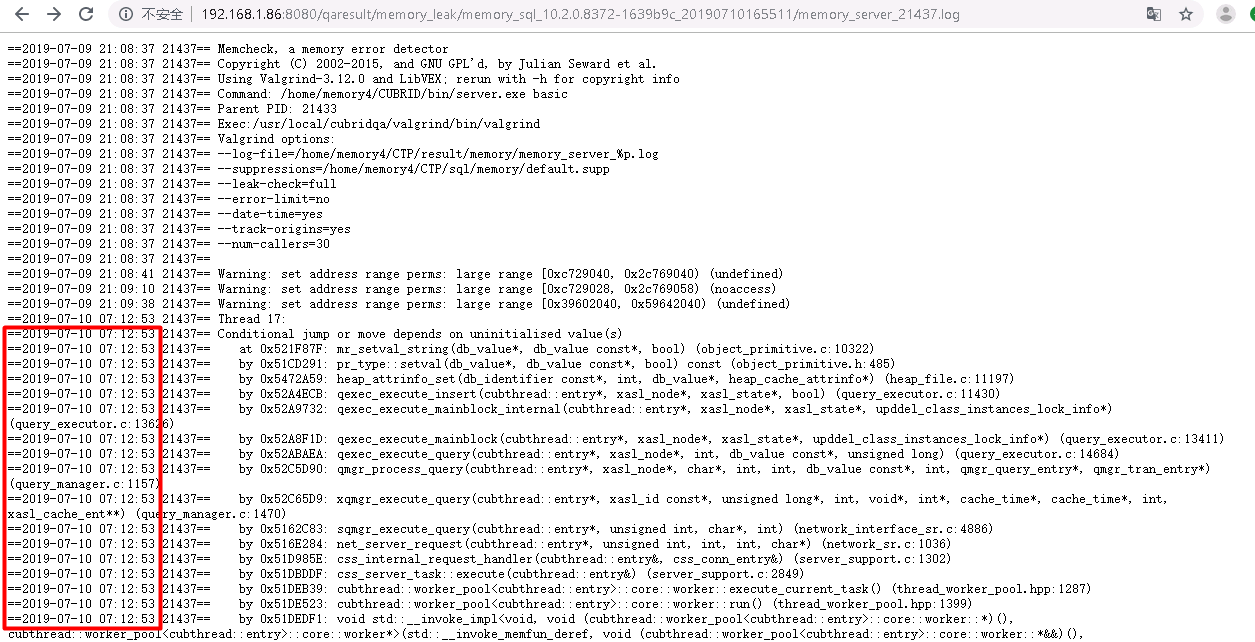 不安全
192.168.1.86:8080/qaresult/memory_leak/memory_sql_10.2.0.8372-1639b9c_20190710165511/memory_server_21437.log
==2019-07-09 21:08:37 21437== Memcheck, a memory error detector
==2019-07-09 21:08:37 21437== Copyright (C) 2002-2015, and GNU GPL'd, by Julian Seward et al.
==2019-07-09 21:08:37 21437== Using Valgrind-3.12.0 and LibVEX; rerun with -h for copyright info
==2019-07-09 21:08:37 21437== Command: /home/memory4/CUBRID/bin/server.exe basic
==2019-07-09 21:08:37 21437== Parent PID: 21433
==2019-07-09 21:08:37 21437== Exec:/usr/local/cubridqa/valgrind/bin/valgrind
==2019-07-09 21:08:37 21437== Valgrind options:
==2019-07-09 21:08:37 21437== --log-file=/home/memory4/CTP/result/memory/memory_server_%p.log
==2019-07-09 21:08:37 21437== --suppressions=/home/memory4/CTP/sql/memory/default.supp
==2019-07-09 21:08:37 21437== --leak-check=full
==2019-07-09 21:08:37 21437== --error-limit=no
==2019-07-09 21:08:37 21437== --date-time=yes
==2019-07-09 21:08:37 21437== --track-origins=yes
==2019-07-09 21:08:37 21437== --num-callers=30
==2019-07-09 21:08:37 21437==
==2019-07-09 21:08:41 21437== Warning: set address range perms: large range [0xc729040, 0x2c769040) (undefined)
==2019-07-09 21:09:10 21437== Warning: set address range perms: large range [0xc729028, 0x2c769058) (noaccess)
==2019-07-09 21:09:38 21437== Warning: set address range perms: large range [0x39602040, 0x59642040) (undefined)
==2019-07-10 07:12:53 21437== Thread 17:
==2019-07-10 07:12:53 21437== Conditional jump or move depends on uninitialised value(s)
==2019-07-10 07:12:53 21437==    at 0x521F87F: mr_setval_string(db_value*, db_value const*, bool) (object_primitive.c:10322)
==2019-07-10 07:12:53 21437==    by 0x51CD291: pr_type::setval(db_value*, db_value const*, bool) const (object_primitive.h:485)
==2019-07-10 07:12:53 21437==    by 0x5472A59: heap_attrinfo_set(db_identifier const*, int, db_value*, heap_cache_attrinfo*) (heap_file.c:11197)
==2019-07-10 07:12:53 21437==    by 0x52A4ECB: qexec_execute_insert(cubthread::entry*, xasl_node*, xasl_state*, bool) (query_executor.c:11430)
==2019-07-10 07:12:53 21437==    by 0x52A9732: qexec_execute_mainblock_internal(cubthread::entry*, xasl_node*, xasl_state*, upddel_class_instances_lock_info*)
(query_executor.c:13626)
==2019-07-10 07:12:53 21437==    by 0x52A8F1D: qexec_execute_mainblock(cubthread::entry*, xasl_node*, xasl_state*, upddel_class_instances_lock_info*) (query_executor.c:13411)
==2019-07-10 07:12:53 21437==    by 0x52ABAEA: qexec_execute_query(cubthread::entry*, xasl_node*, int, db_value const*, unsigned long) (query_executor.c:14684)
==2019-07-10 07:12:53 21437==    by 0x52C5D90: qmgr_process_query(cubthread::entry*, xasl_node*, char*, int, int, db_value const*, int, qmgr_query_entry*, qmgr_tran_entry*)
(query_manager.c:1157)
==2019-07-10 07:12:53 21437==    by 0x52C65D9: xqmgr_execute_query(cubthread::entry*, xasl_id const*, unsigned long*, int, void*, int*, cache_time*, cache_time*, int,
xasl_cache_ent**) (query_manager.c:1470)
==2019-07-10 07:12:53 21437==    by 0x5162C83: sqmgr_execute_query(cubthread::entry*, unsigned int, char*, int) (network_interface_sr.c:4886)
==2019-07-10 07:12:53 21437==    by 0x516E284: net_server_request(cubthread::entry*, unsigned int, int, int, char*) (network_sr.c:1036)
==2019-07-10 07:12:53 21437==    by 0x51D985E: css_internal_request_handler(cubthread::entry&, css_conn_entry&) (server_support.c:1302)
==2019-07-10 07:12:53 21437==    by 0x51DBDDF: css_server_task::execute(cubthread::entry&) (server_support.c:2849)
==2019-07-10 07:12:53 21437==    by 0x51DEB39: cubthread::worker_pool<cubthread::entry>::core::worker::execute_current_task() (thread_worker_pool.hpp:1287)
==2019-07-10 07:12:53 21437==    by 0x51DE523: cubthread::worker_pool<cubthread::entry>::core::worker::run() (thread_worker_pool.hpp:1399)
==2019-07-10 07:12:53 21437==    by 0x51DEDF1: void std::__invoke_impl<void, void (cubthread::worker_pool<cubthread::entry>::core::worker::*)(),
cubthread::worker_pool<cubthread::entry>::core::worker*>(std::__invoke_memfun_deref, void (cubthread::worker_pool<cubthread::entry>::core::worker::*&&)(),